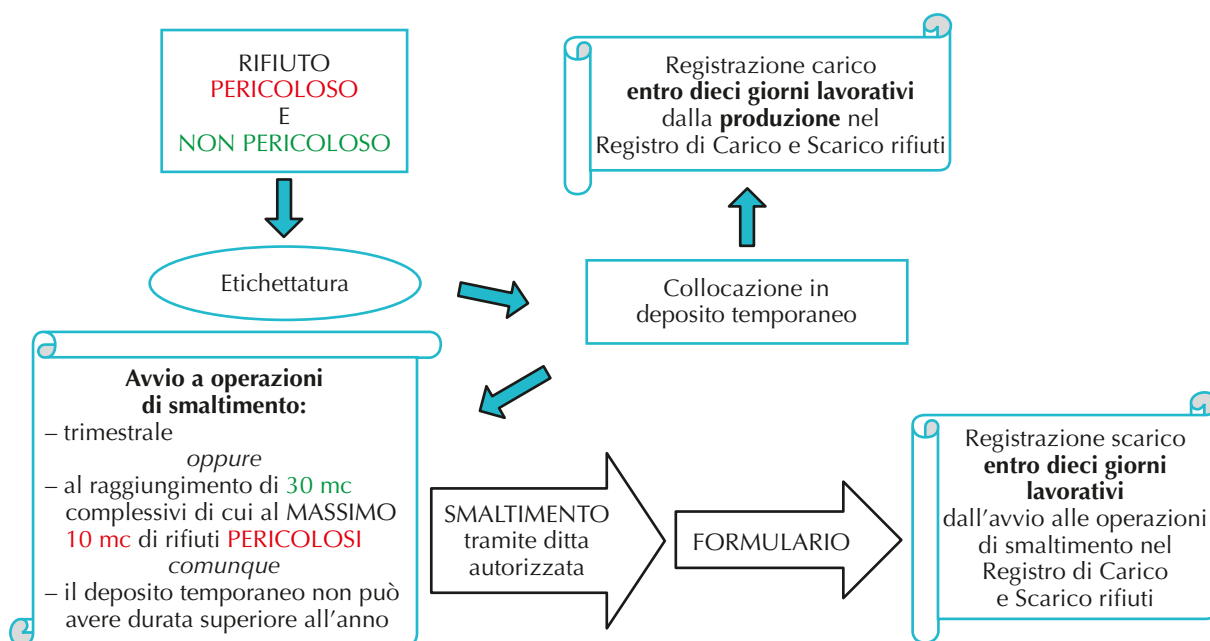 RIFIUTO
PERICOLOSO
E
NON PERICOLOSO
Registrazione carico
entro dieci giorni lavorativi
dalla produzione nel
Registro di Carico e Scarico rifiuti
Etichettatura
Collocazione in
deposito temporaneo
Avvio a operazioni
di smaltimento:
– trimestrale
oppure
– al raggiungimento di 30 mc
complessivi di cui al MASSIMO
10 mc di rifiuti PERICOLOSI
comunque
– il deposito temporaneo non può
avere durata superiore all’anno
SMALTIMENTO
tramite ditta
autorizzata
FORMULARIO
Registrazione scarico
entro dieci giorni
lavorativi
dall’avvio alle operazioni
di smaltimento nel
Registro di Carico
e Scarico rifiuti